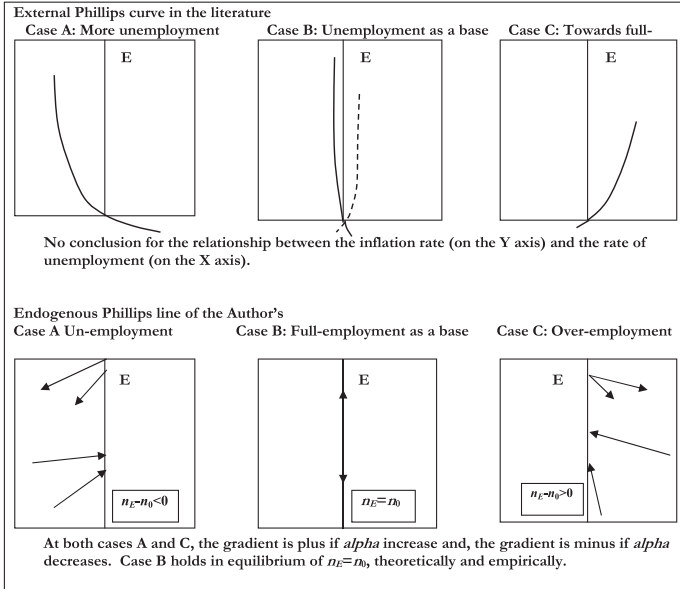 External Phillips curve in the literature
Case A: More unemployment Case B: Unemployment as a base Case C: Towards full-
E E E
No conclusion for the relationship between the inflation rate (on the Y axis) and the rate of
unemployment (on the X axis).
Endogenous Phillips line of the Author's
Case A Un-employment Case B: Full-employment as a base Case C: Over-employment
E E E
nE-n0<0 nE=n0 nE-n0>0
At both cases A and C, the gradient is plus if alpha increase and, the gradient is minus if alpha
decreases. Case B holds in equilibrium of nE=n0, theoretically and empirically.